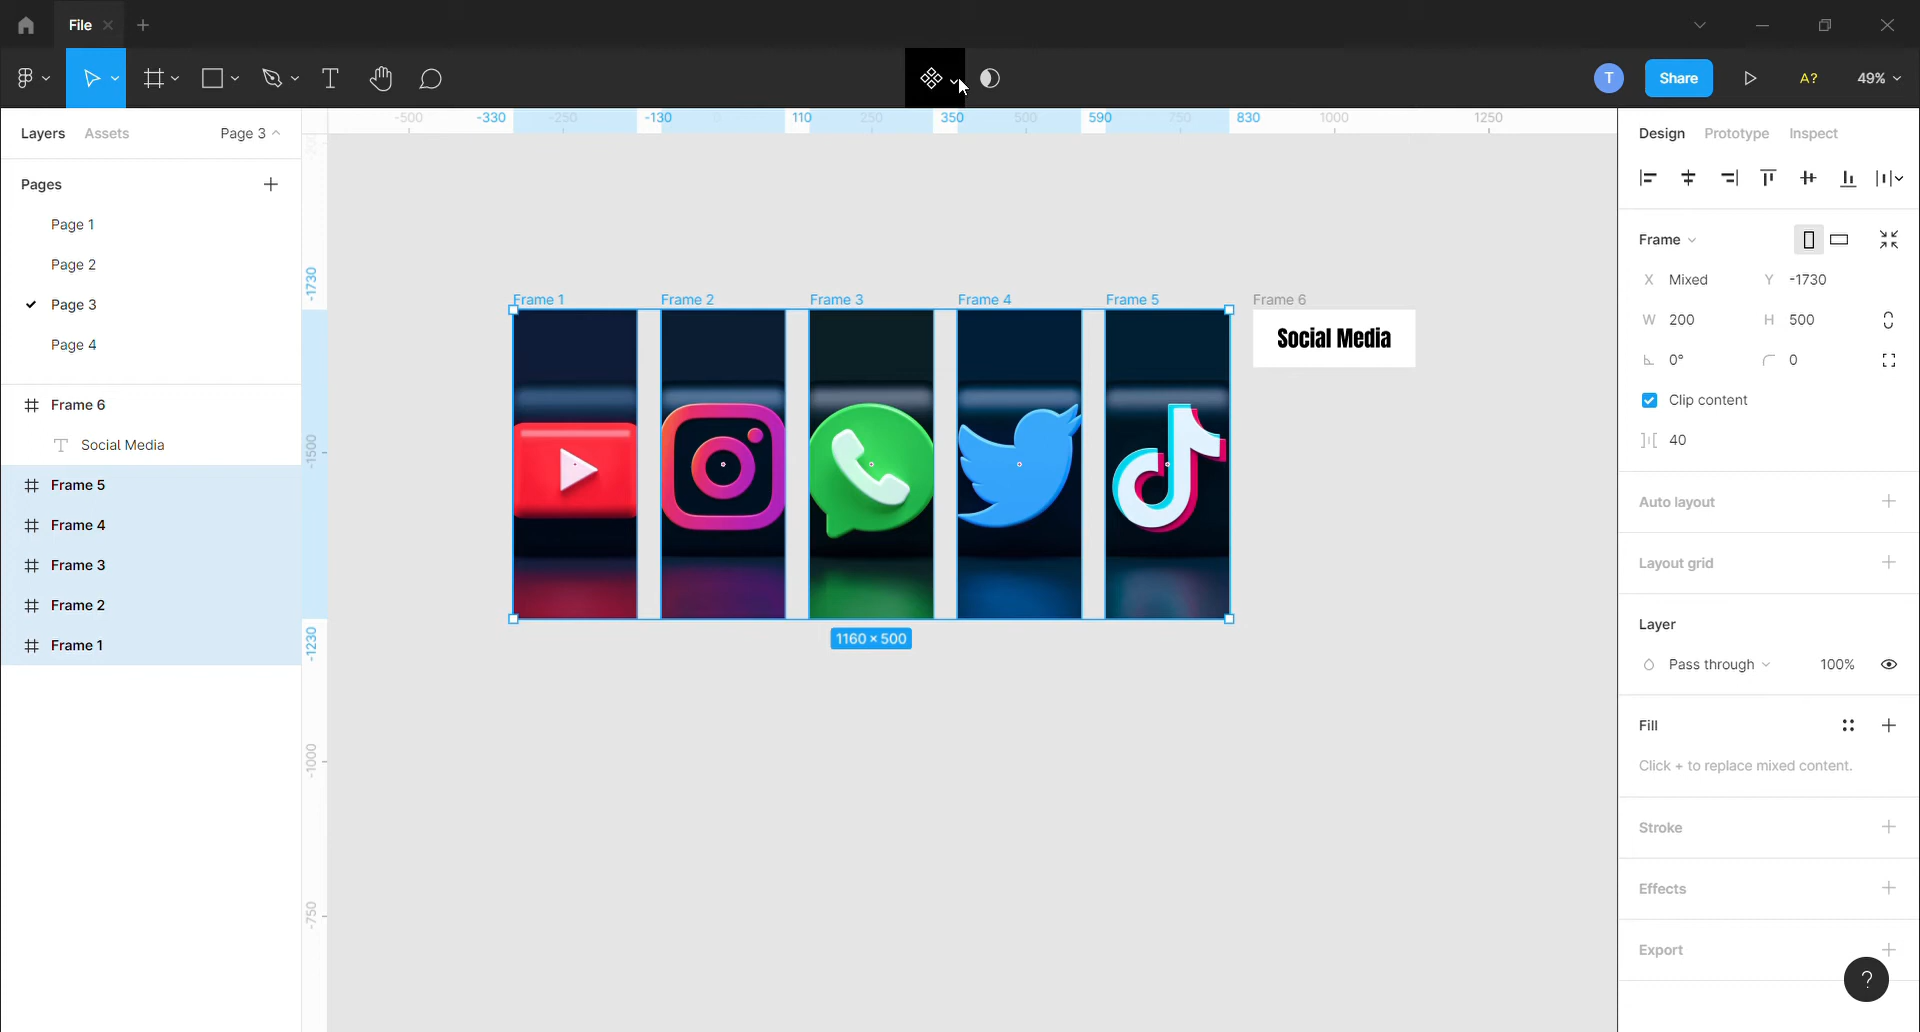 File
A?
49%
T
Share
Layers
Assets
Page 3
Pages
Page 1
Page 2
Page 3
Page 4
Frame 6
Social Media
Frame 5
Frame 4
Frame 3
Frame 2
Frame 1
-500
-330
-250
-130
0
110
250
350
500
590
750
830
1000
1250
-1730
-1500
-1230
-1000
-750
Frame 1
Frame 2
Frame 3
Frame 4
Frame 5
Frame 6
Social Media
1160 × 500
Design
Prototype
Inspect
Frame
X Mixed
Y -1730
W 200
H 500
0°
0
Clip content
40
Auto layout
Layout grid
Layer
Pass through
100%
Fill
Click + to replace mixed content.
Stroke
Effects
Export
?